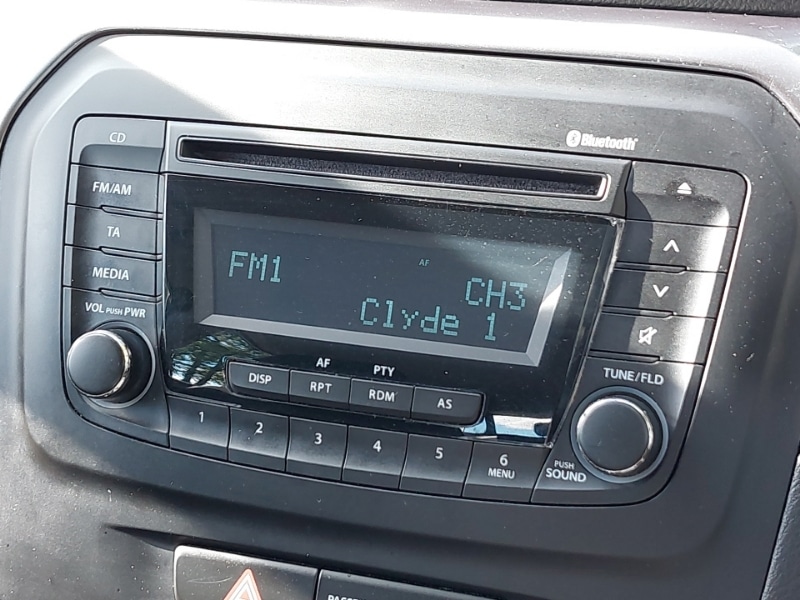 Bluetooth
CD
FM/AM
TA
MEDIA
VOL PUSH PWR
FM1
AF
CH3
Clyde 1
AF
PTY
DISP
RPT
RDM
AS
1
2
3
4
5
6
MENU
TUNE/FLD
PUSH
SOUND